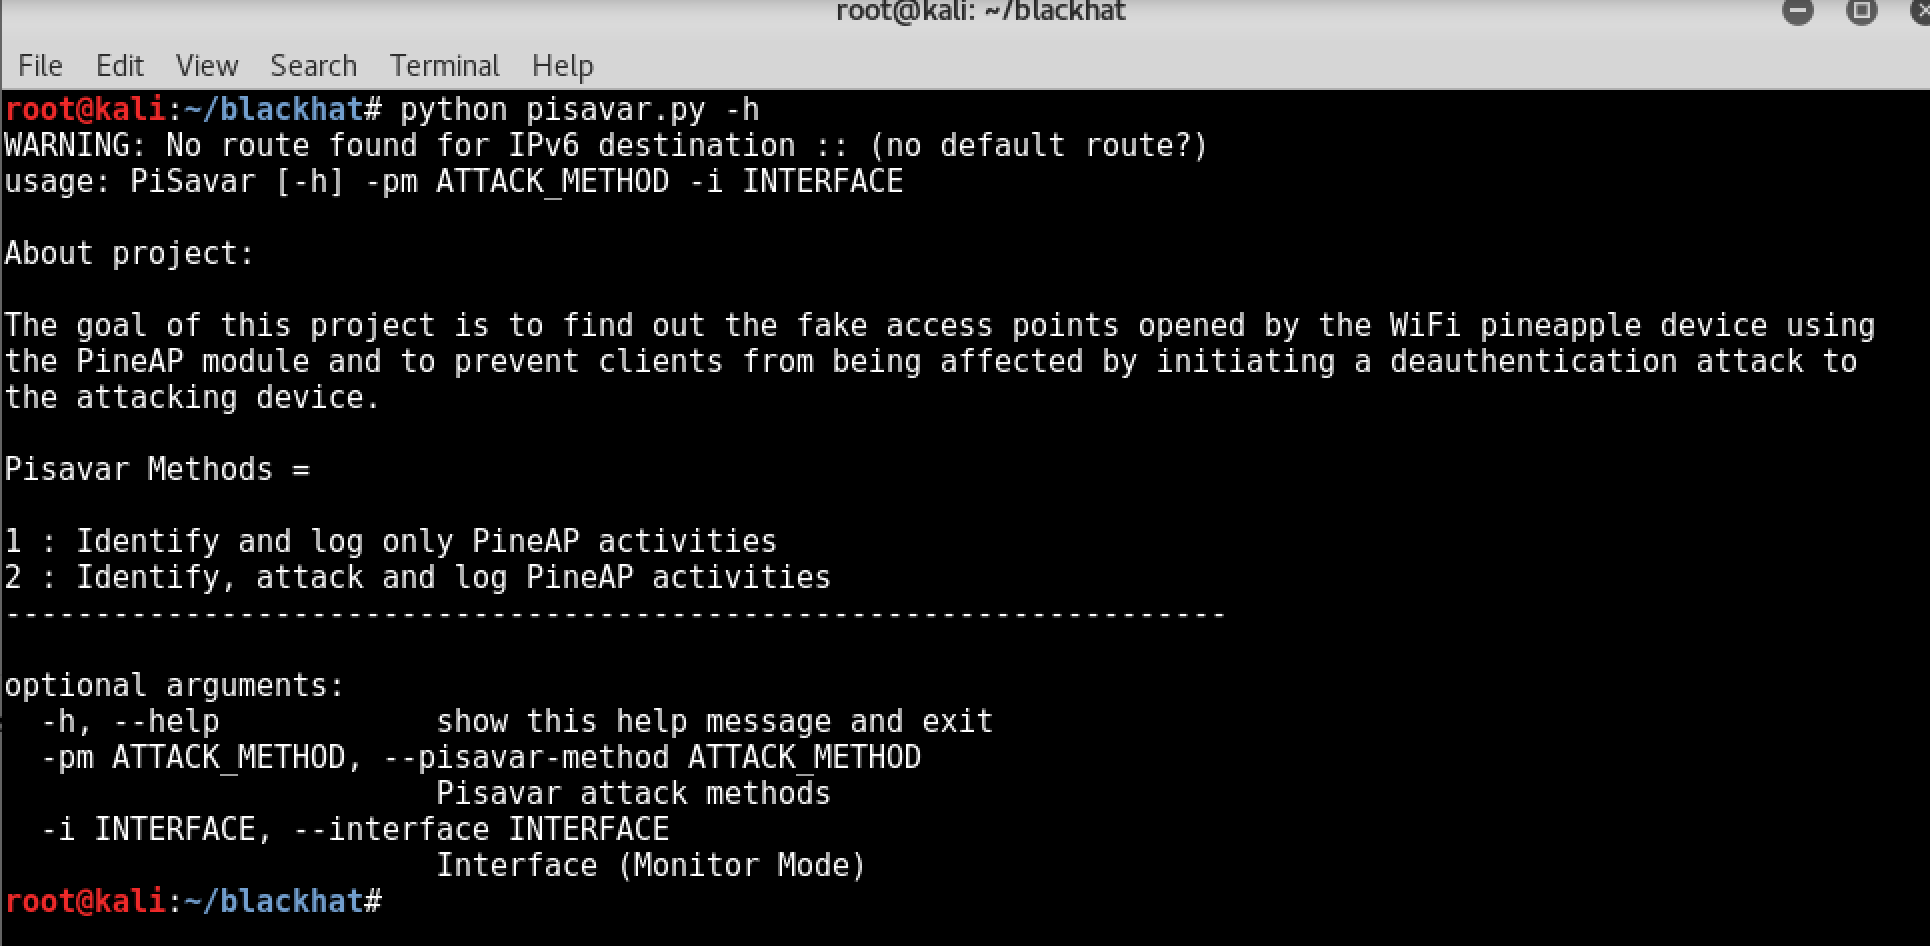 root@kali: ~/blackhat
File Edit View Search Terminal Help
root@kali:~/blackhat# python pisavar.py -h
WARNING: No route found for IPv6 destination :: (no default route?)
usage: PiSavar [-h] -pm ATTACK_METHOD -i INTERFACE
About project:
The goal of this project is to find out the fake access points opened by the WiFi pineapple device using
the PineAP module and to prevent clients from being affected by initiating a deauthentication attack to
the attacking device.
Pisavar Methods =
1 : Identify and log only PineAP activities
2 : Identify, attack and log PineAP activities
--------------------------------------------------------------------
optional arguments:
  -h, --help            show this help message and exit
  -pm ATTACK_METHOD, --pisavar-method ATTACK_METHOD
                        Pisavar attack methods
  -i INTERFACE, --interface INTERFACE
                        Interface (Monitor Mode)
root@kali:~/blackhat#